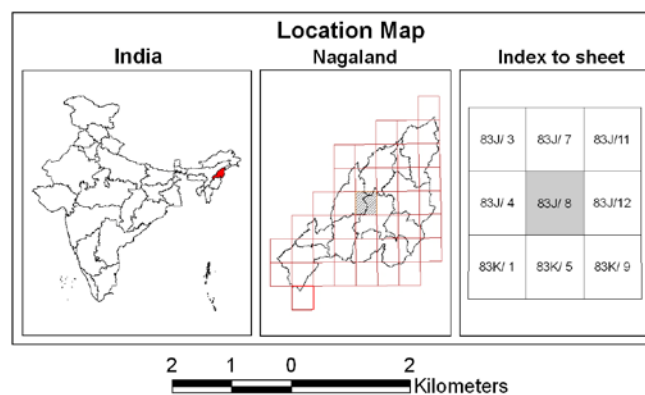 Location Map
India
Nagaland
Index to sheet
83J/ 3 83J/ 7 83J/11
83J/ 4 83J/ 8 83J/12
83K/ 1 83K/ 5 83K/ 9
2 1 0 2
Kilometers